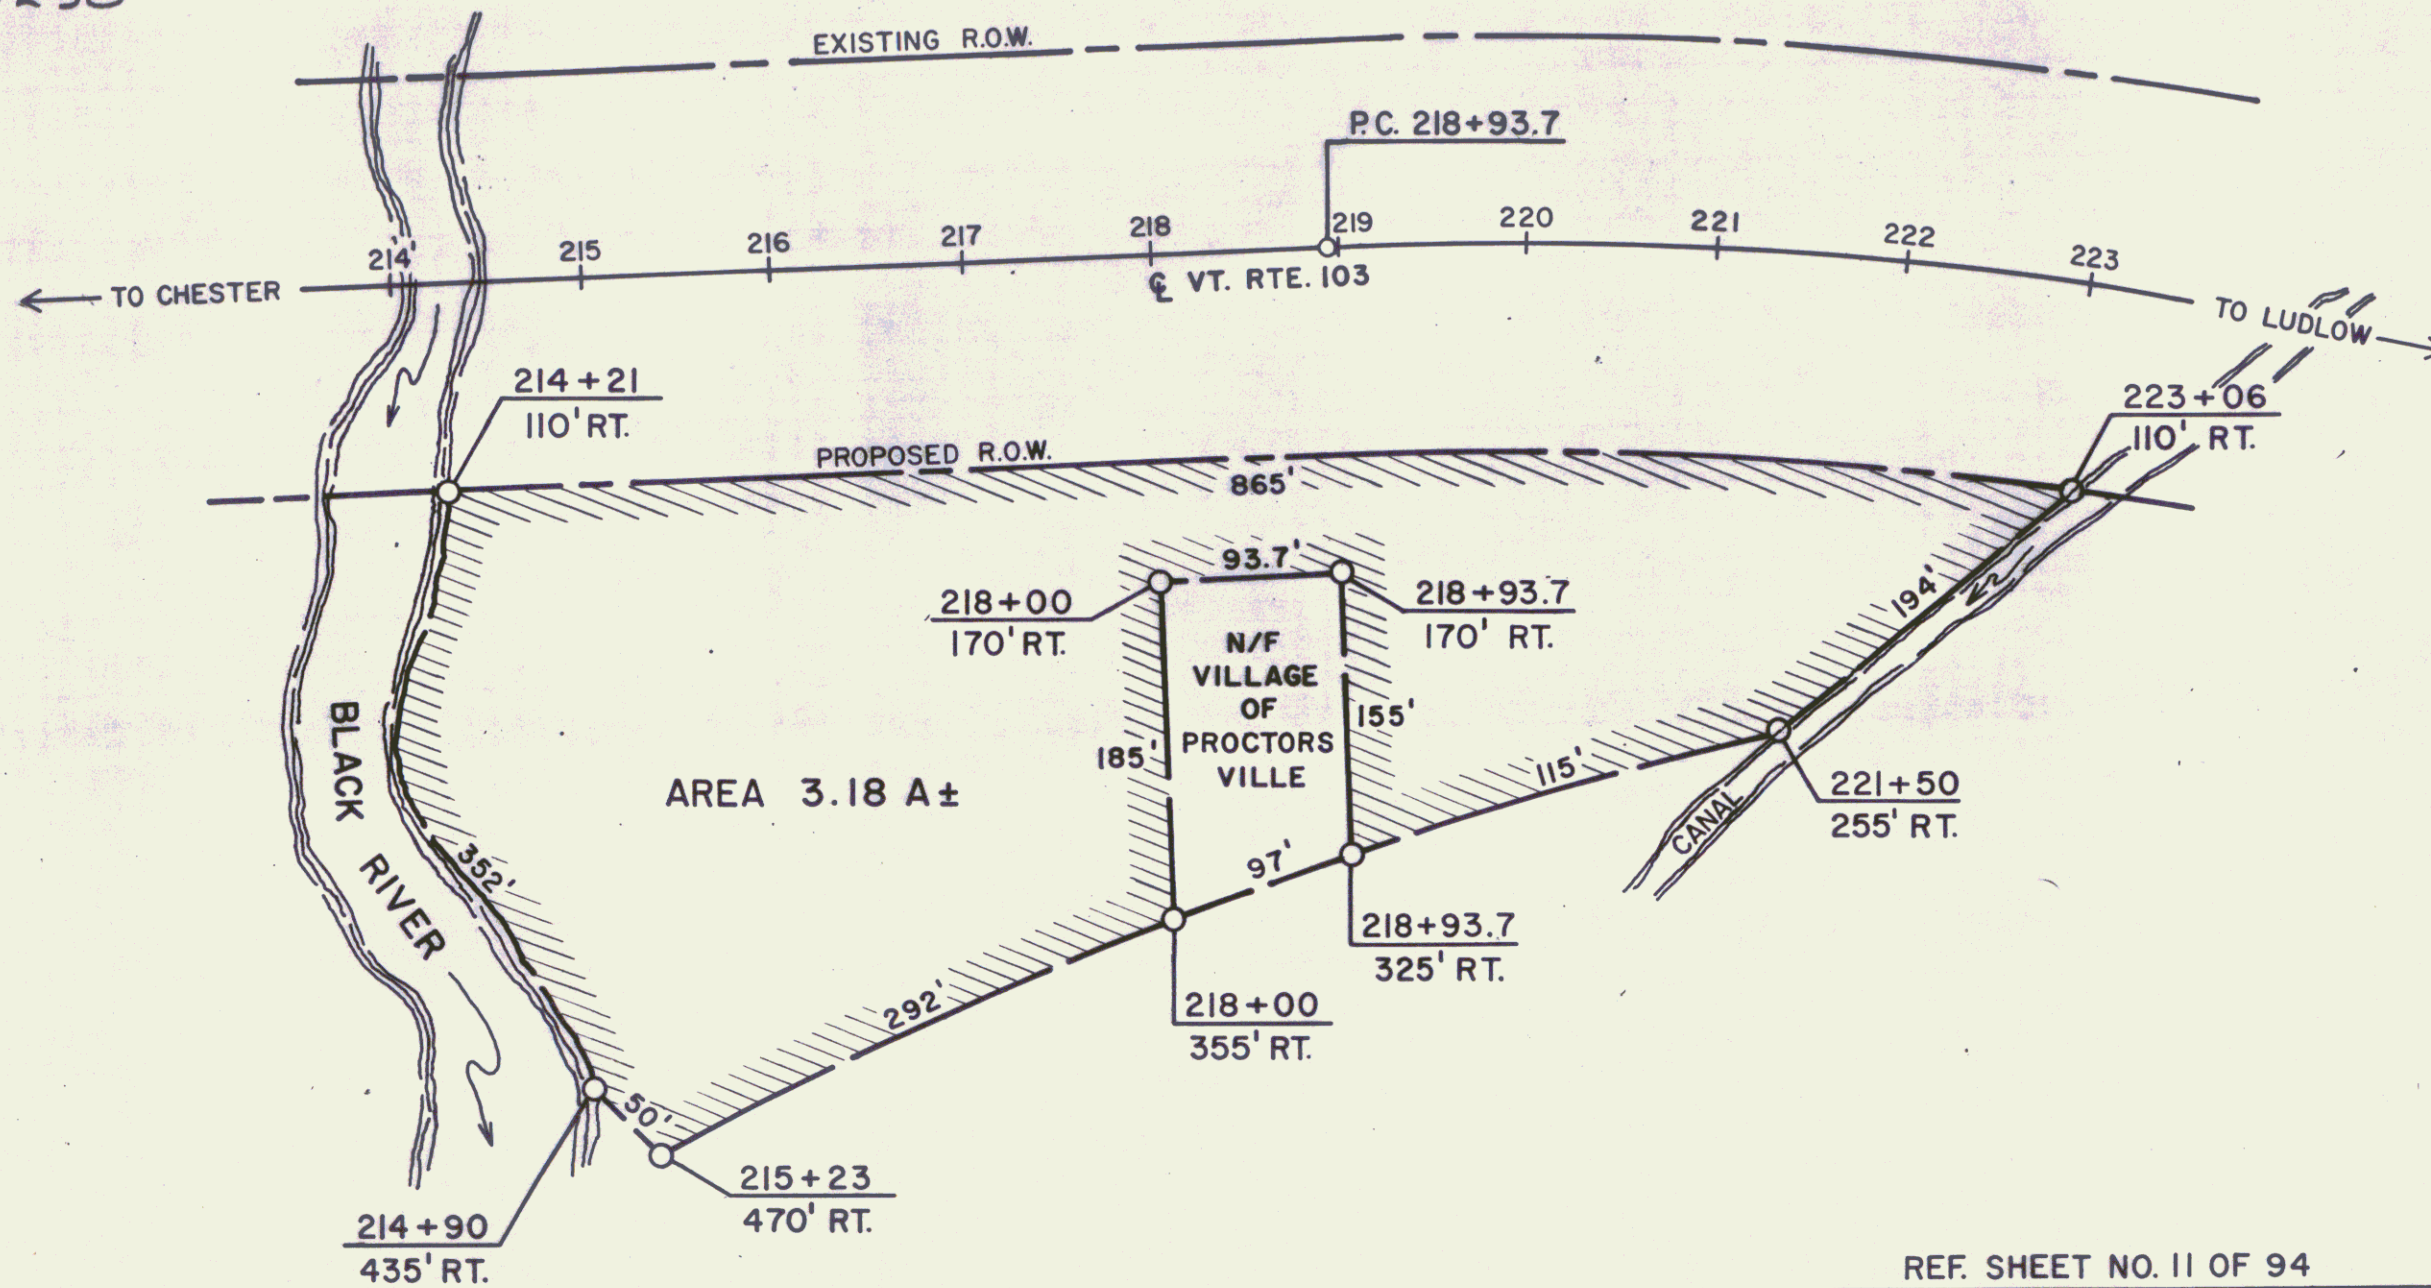 EXISTING R.O.W.
P.C. 218+93.7
214
215
216
217
218
219
220
221
222
223
TO CHESTER
℄ VT. RTE. 103
TO LUDLOW
214+21
110' RT.
223+06
110' RT.
PROPOSED R.O.W.
865'
93.7'
218+00
170' RT.
218+93.7
170' RT.
194'
N/F
VILLAGE
OF
PROCTORS
VILLE
155'
185'
BLACK RIVER
AREA 3.18 A±
115'
221+50
255' RT.
CANAL
352'
97'
218+93.7
325' RT.
292'
218+00
355' RT.
50'
215+23
470' RT.
214+90
435' RT.
REF. SHEET NO. 11 OF 94